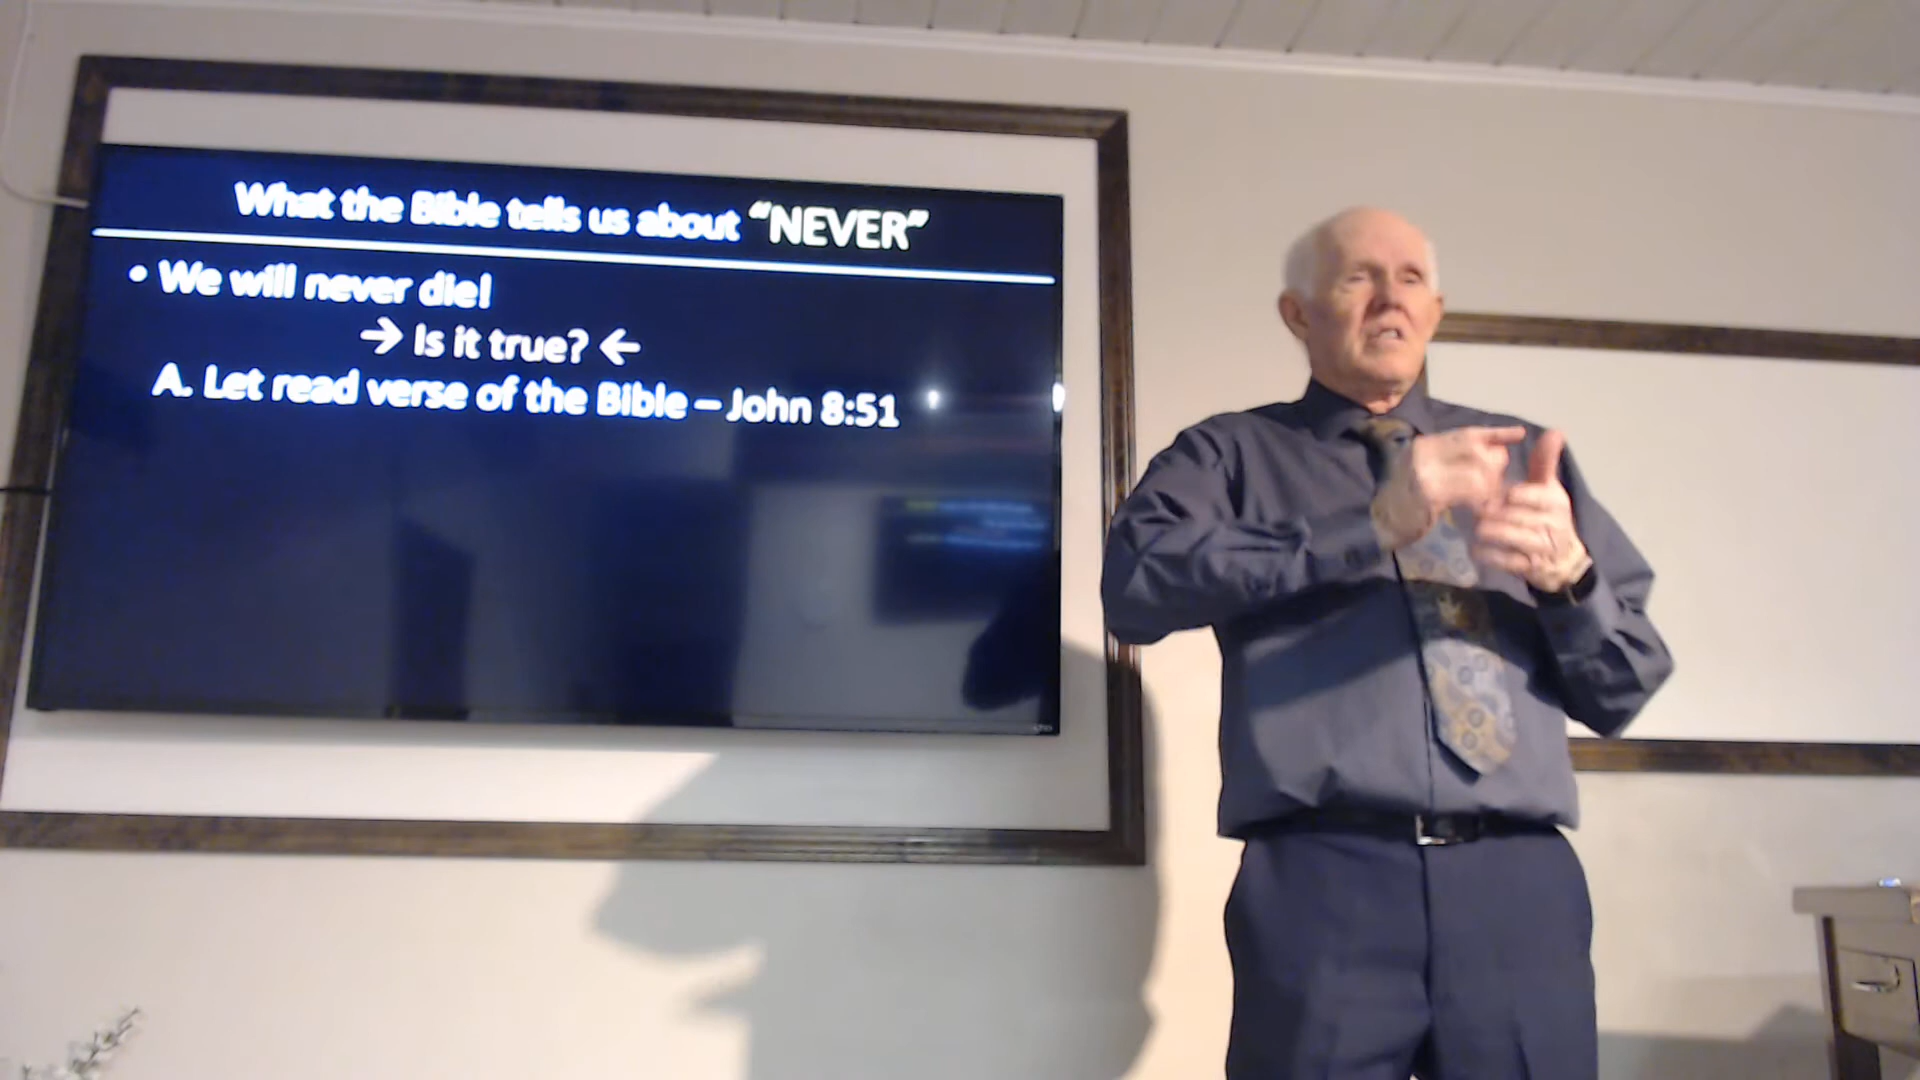 What the Bible tells us about “NEVER”
• We will never die!
→ Is it true? ←
A. Let read verse of the Bible – John 8:51